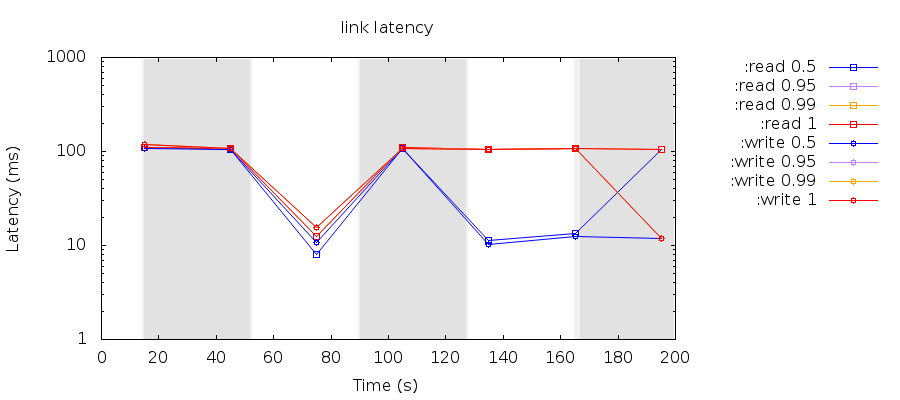 link latency
Latency (ms)
1000
100
10
1
0 20 40 60 80 100 120 140 160 180 200
Time (s)
:read 0.5
:read 0.95
:read 0.99
:read 1
:write 0.5
:write 0.95
:write 0.99
:write 1